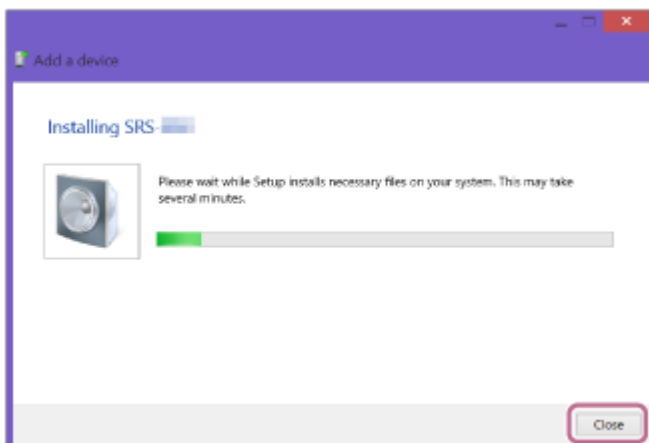 Add a device
Installing SRS-
Please wait while Setup installs necessary files on your system. This may take
several minutes.
Close